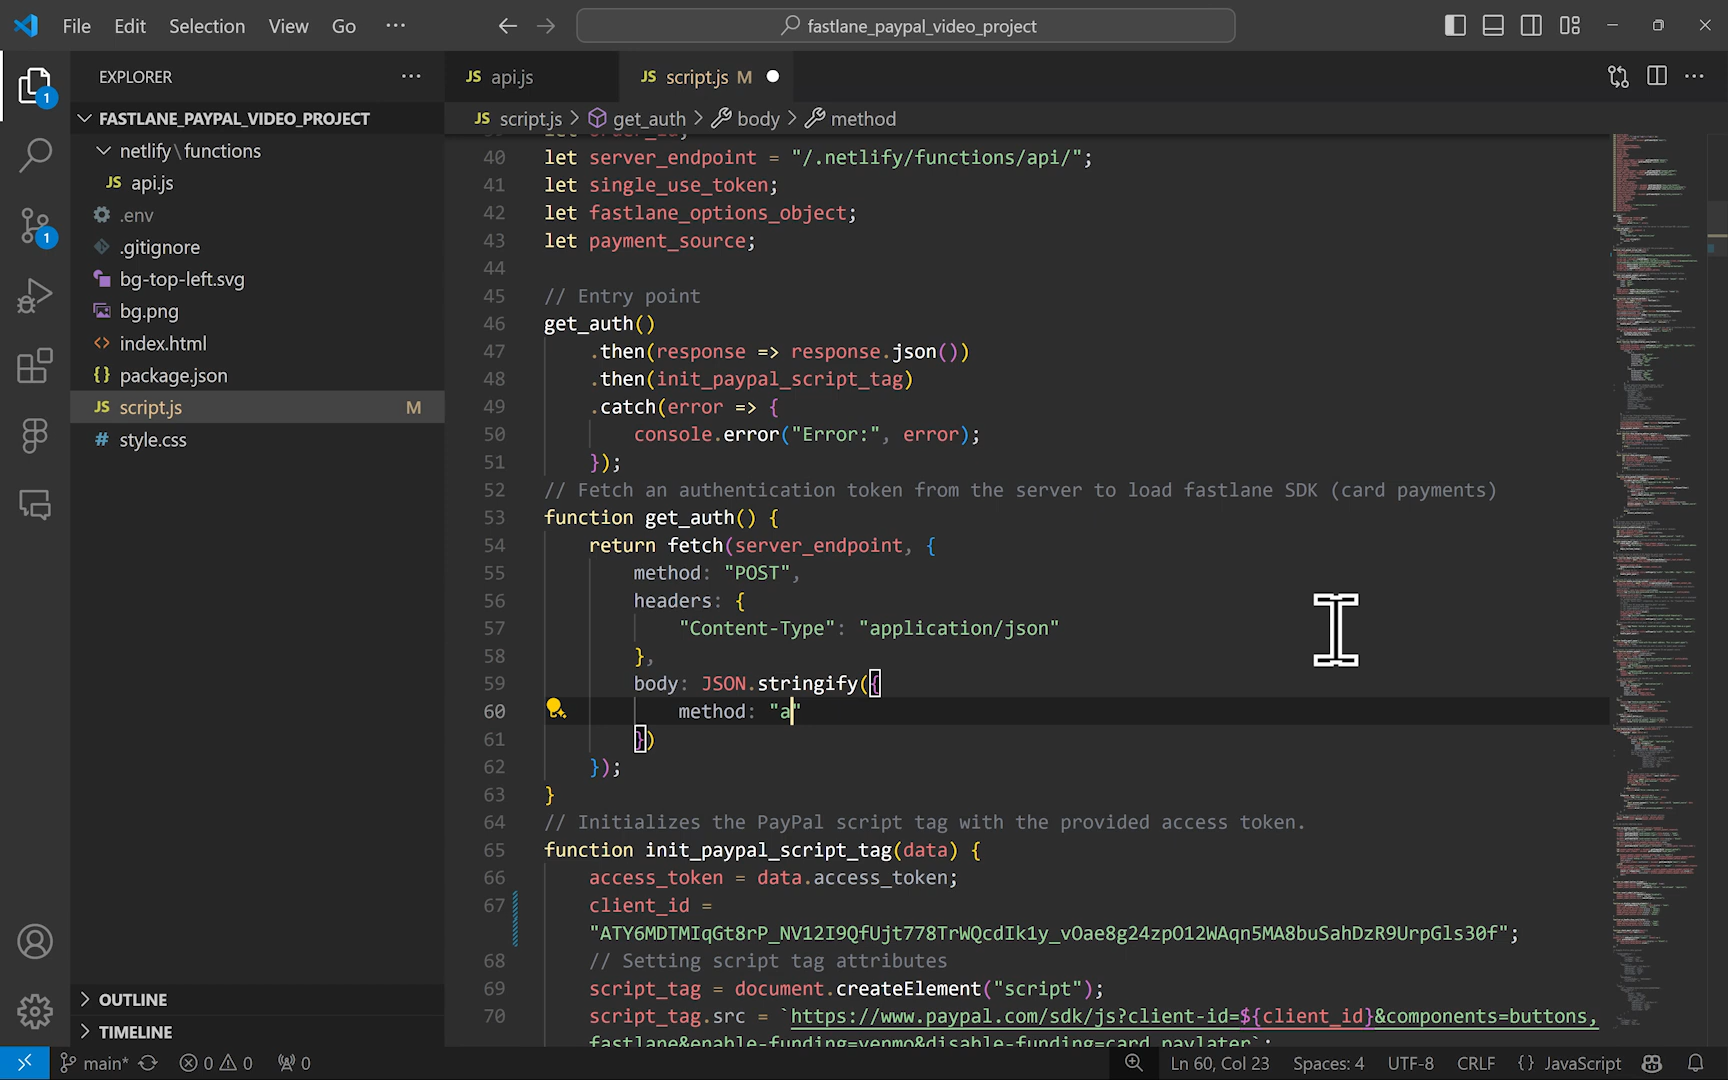 File Edit Selection View Go ···
fastlane_paypal_video_project
EXPLORER ···
JS api.js
JS script.js M
FASTLANE_PAYPAL_VIDEO_PROJECT
JS script.js > get_auth > body > method
netlify\functions
JS api.js
.env
.gitignore
bg-top-left.svg
bg.png
<> index.html
{} package.json
JS script.js M
# style.css
1
1
40 let server_endpoint = "/.netlify/functions/api/";
41 let single_use_token;
42 let fastlane_options_object;
43 let payment_source;
44
45 // Entry point
46 get_auth()
47 .then(response => response.json())
48 .then(init_paypal_script_tag)
49 .catch(error => {
50 console.error("Error:", error);
51 });
52 // Fetch an authentication token from the server to load fastlane SDK (card payments)
53 function get_auth() {
54 return fetch(server_endpoint, {
55 method: "POST",
56 headers: {
57 "Content-Type": "application/json"
58 },
59 body: JSON.stringify({
60 method: "a"
61 })
62 });
63 }
64 // Initializes the PayPal script tag with the provided access token.
65 function init_paypal_script_tag(data) {
66 access_token = data.access_token;
67 client_id =
"ATY6MDTMIqGt8rP_NV12I9QfUjt778TrWQcdIk1y_vOae8g24zpO12WAqn5MA8buSahDzR9UrpGls30f";
68 // Setting script tag attributes
69 script_tag = document.createElement("script");
70 script_tag.src = `https://www.paypal.com/sdk/js?client-id=${client_id}&components=buttons,
fastlane&enable-funding=venmo&disable-funding=card,paylater`;
OUTLINE
TIMELINE
main* 0 0 0
Ln 60, Col 23 Spaces: 4 UTF-8 CRLF {} JavaScript